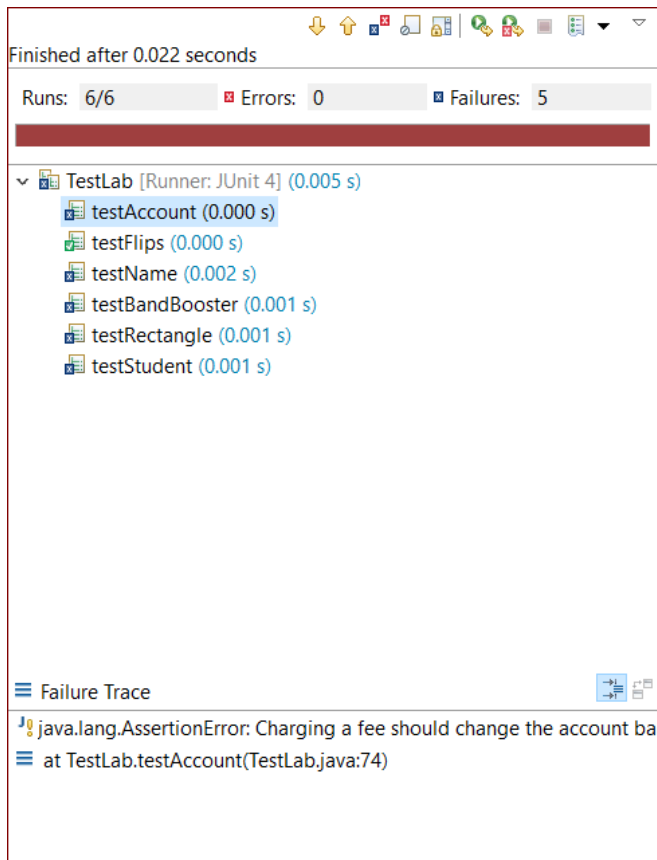 Finished after 0.022 seconds
Runs: 6/6 Errors: 0 Failures: 5
TestLab [Runner: JUnit 4] (0.005 s)
testAccount (0.000 s)
testFlips (0.000 s)
testName (0.002 s)
testBandBooster (0.001 s)
testRectangle (0.001 s)
testStudent (0.001 s)
Failure Trace
java.lang.AssertionError: Charging a fee should change the account ba
at TestLab.testAccount(TestLab.java:74)